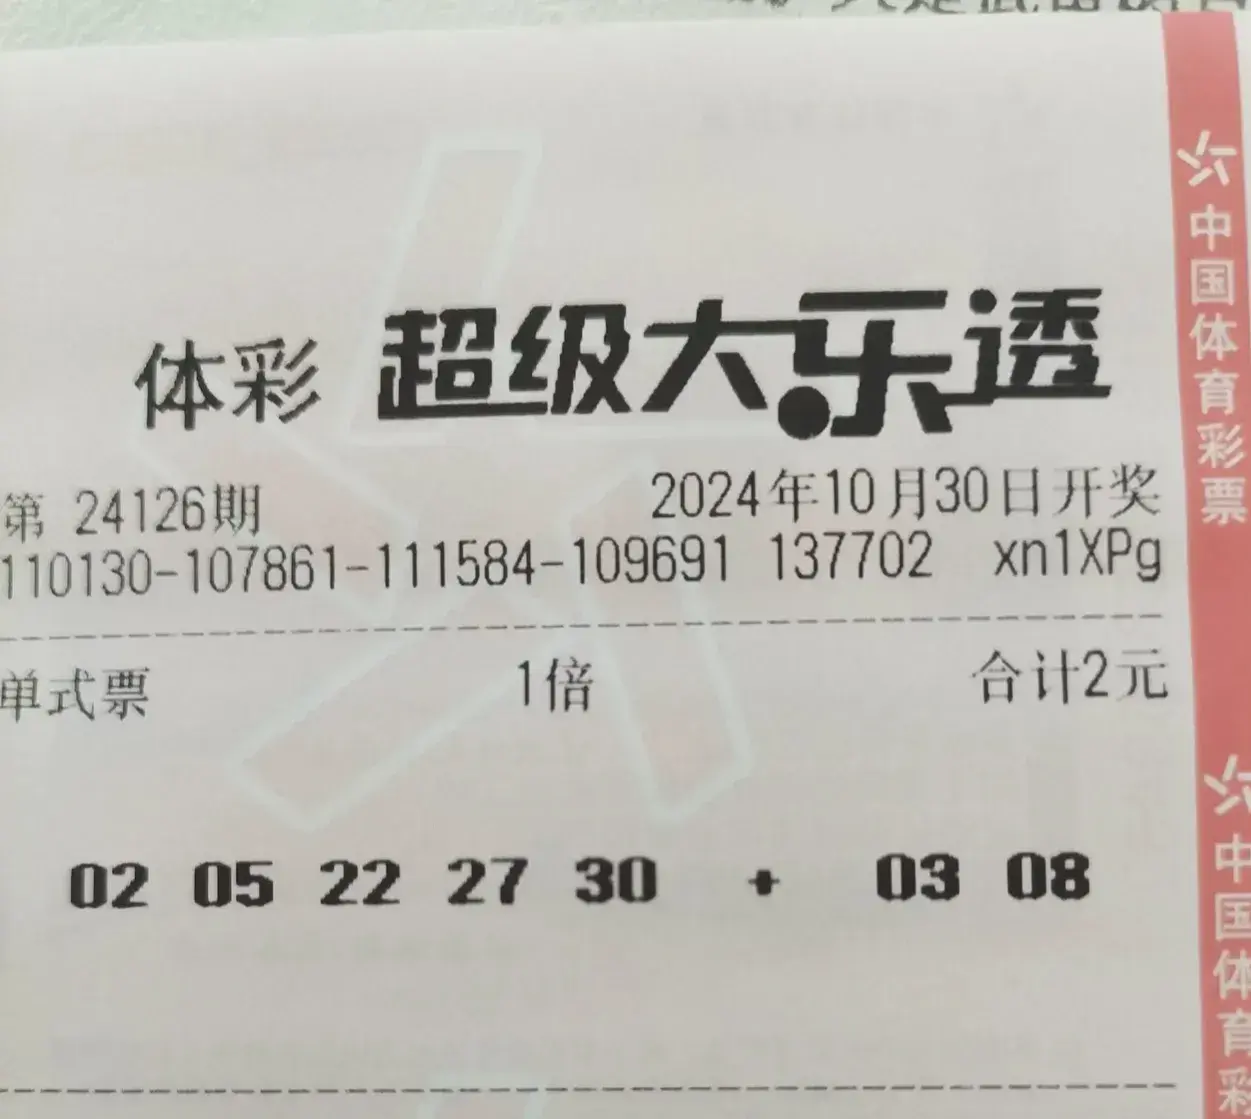 体彩 超级大乐透
第 24126期 2024年10月30日开奖
110130-107861-111584-109691 137702 xn1XPg
单式票 1倍 合计2元
02 05 22 27 30 + 03 08
中国体育彩票
中国体育彩